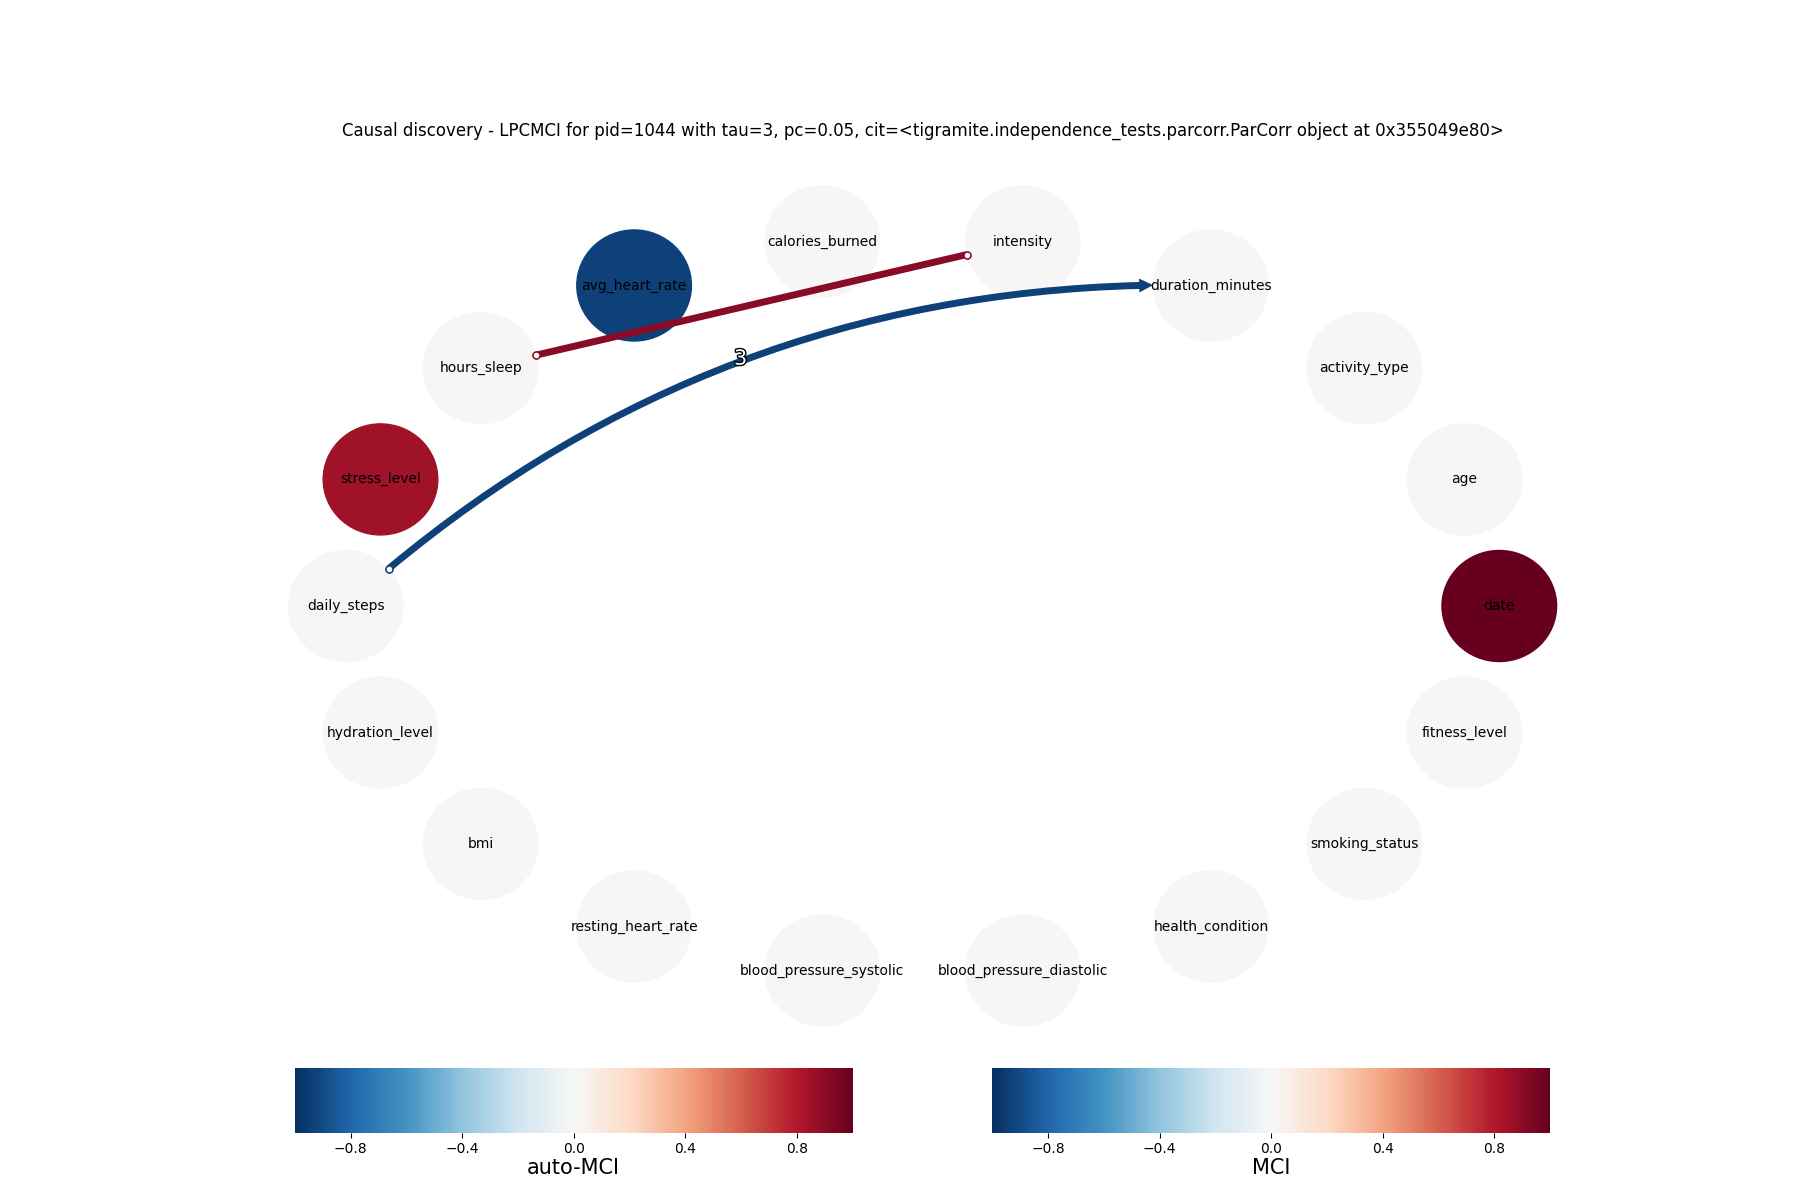 Causal discovery - LPCMCI for pid=1044 with tau=3, pc=0.05, cit=<tigramite.independence_tests.parcorr.ParCorr object at 0x355049e80>
calories_burned
intensity
avg_heart_rate
duration_minutes
3
hours_sleep
activity_type
stress_level
age
daily_steps
date
hydration_level
fitness_level
bmi
smoking_status
resting_heart_rate
health_condition
blood_pressure_systolic
blood_pressure_diastolic
−0.8 −0.4 0.0 0.4 0.8
auto-MCI
−0.8 −0.4 0.0 0.4 0.8
MCI